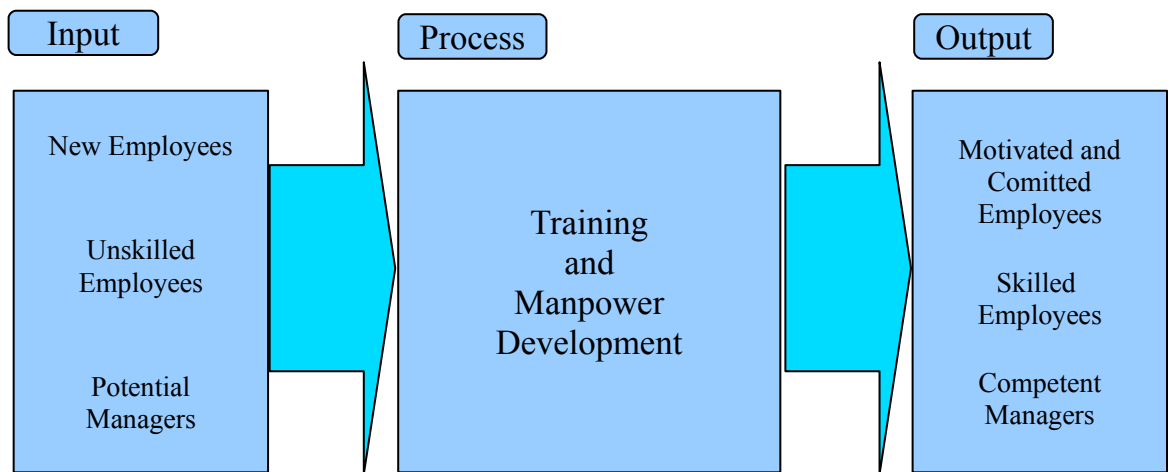 Input
Process
Output
New Employees
Unskilled
Employees
Potential
Managers
Training
and
Manpower
Development
Motivated and
Comitted
Employees
Skilled
Employees
Competent
Managers